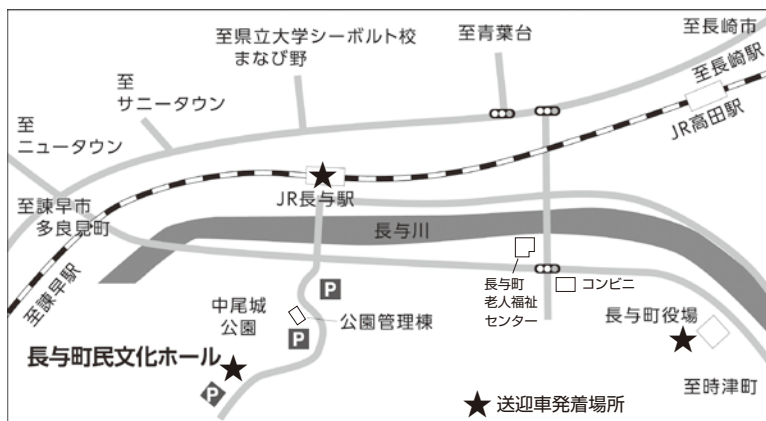 至県立大学シーボルト校
まなび野
至青葉台
至長崎市
至長崎駅
至
サニータウン
至
ニュータウン
JR高田駅
JR長与駅
至諫早市
多良見町
長与川
至諫早駅
長与町
老人福祉
センター
コンビニ
中尾城
公園
P
公園管理棟
P
長与町役場
長与町民文化ホール
P
至時津町
★ 送迎車発着場所